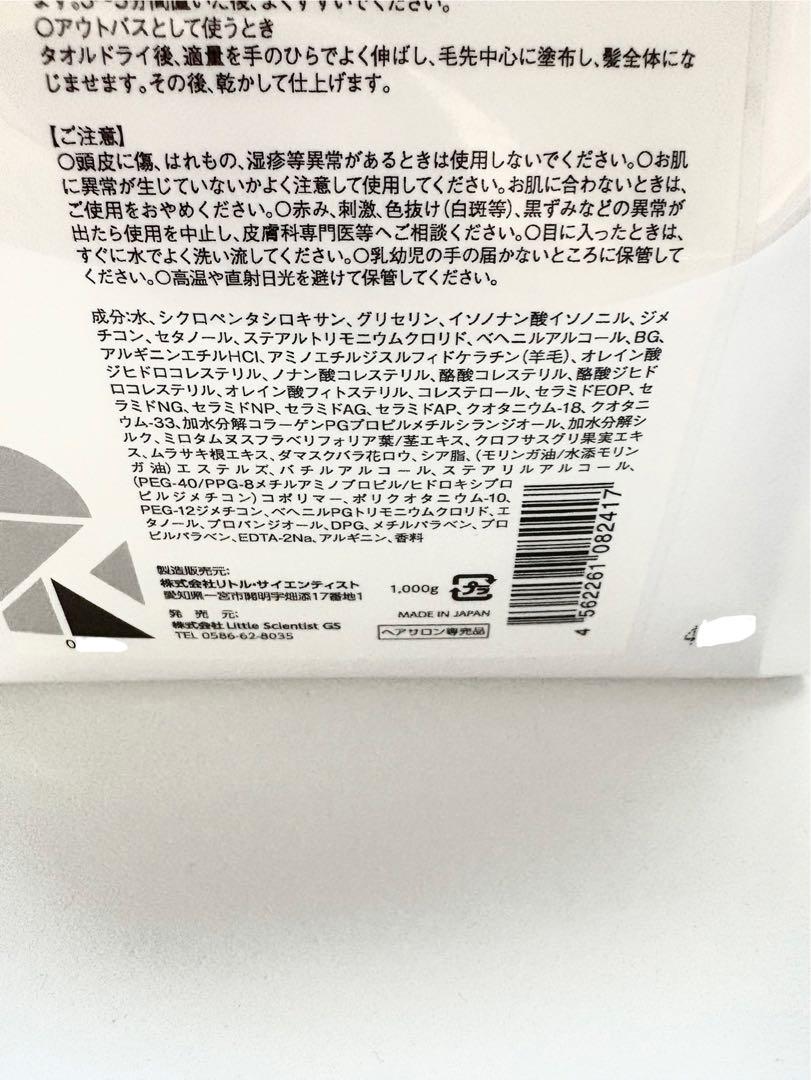 ます。3～5分間置いた後、よくすすいでください。
○アウトバスとして使うとき
タオルドライ後、適量を手のひらでよく伸ばし、毛先中心に塗布し、髪全体にな
じませます。その後、乾かして仕上げます。
【ご注意】
○頭皮に傷、はれもの、湿疹等異常があるときは使用しないでください。○お肌
に異常が生じていないかよく注意して使用してください。お肌に合わないときは、
ご使用をおやめください。○赤み、刺激、色抜け(白斑等)、黒ずみなどの異常が
出たら使用を中止し、皮膚科専門医等へご相談ください。○目に入ったときは、
すぐに水でよく洗い流してください。○乳幼児の手の届かないところに保管して
ください。○高温や直射日光を避けて保管してください。
成分:水、シクロペンタシロキサン、グリセリン、イソノナン酸イソノニル、ジメ
チコン、セタノール、ステアルトリモニウムクロリド、ベヘニルアルコール、BG、
アルギニンエチルHCl、アミノエチルジスルフィドケラチン(羊毛)、オレイン酸
ジヒドロコレステリル、ノナン酸コレステリル、酪酸コレステリル、酪酸ジヒド
ロコレステリル、オレイン酸フィトステリル、コレステロール、セラミドEOP、セ
ラミドNG、セラミドNP、セラミドAG、セラミドAP、クオタニウム-18、クオタニ
ウム-33、加水分解コラーゲンPGプロピルメチルシランジオール、加水分解シ
ルク、ミロタムヌスフラベリフォリア葉/茎エキス、クロフサスグリ果実エキ
ス、ムラサキ根エキス、ダマスクバラ花ロウ、シア脂、(モリンガ油/水添モリン
ガ油)エステルズ、バチルアルコール、ステアリルアルコール、
(PEG-40/PPG-8メチルアミノプロピル/ヒドロキシプロ
ピルジメチコン)コポリマー、ポリクオタニウム-10、
PEG-12ジメチコン、ベヘニルPGトリモニウムクロリド、エ
タノール、プロパンジオール、DPG、メチルパラベン、プロ
ピルパラベン、EDTA-2Na、アルギニン、香料
製造販売元:
株式会社リトル・サイエンティスト
愛知県一宮市開明字畑添17番地1
発売元:
株式会社Little Scientist GS
TEL 0586-62-8035
1,000g
プラ
MADE IN JAPAN
ヘアサロン専売品
4 562261 082417
0
4